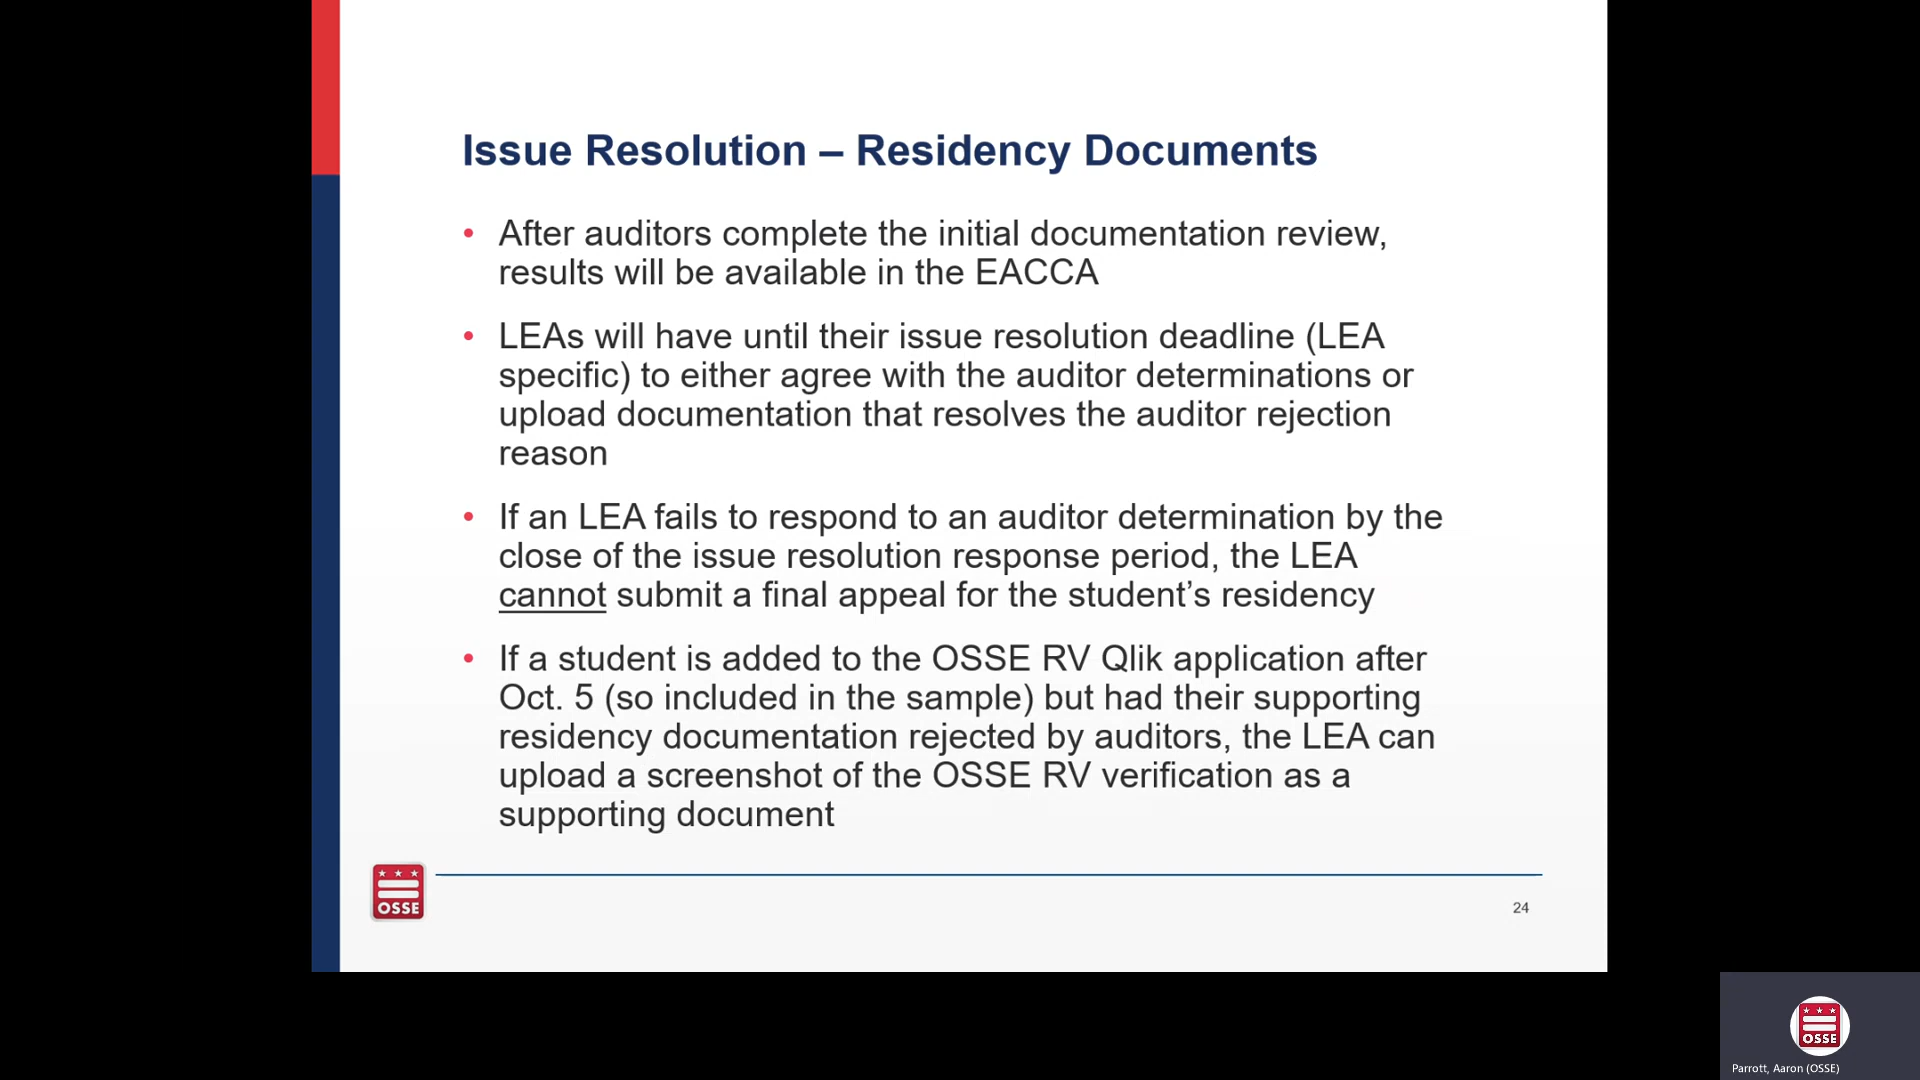 Issue Resolution – Residency Documents
• After auditors complete the initial documentation review,
results will be available in the EACCA
• LEAs will have until their issue resolution deadline (LEA
specific) to either agree with the auditor determinations or
upload documentation that resolves the auditor rejection
reason
• If an LEA fails to respond to an auditor determination by the
close of the issue resolution response period, the LEA
cannot submit a final appeal for the student’s residency
• If a student is added to the OSSE RV Qlik application after
Oct. 5 (so included in the sample) but had their supporting
residency documentation rejected by auditors, the LEA can
upload a screenshot of the OSSE RV verification as a
supporting document
OSSE
24
OSSE
Parrott, Aaron (OSSE)